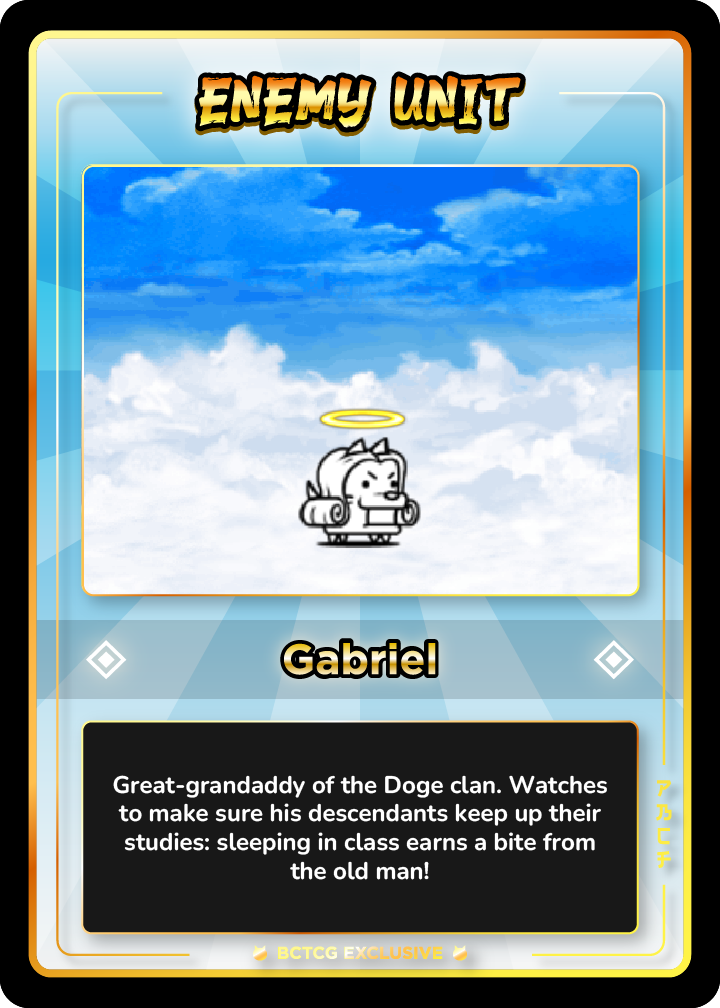 ENEMY UNIT
Gabriel
Great-grandaddy of the Doge clan. Watches
to make sure his descendants keep up their
studies: sleeping in class earns a bite from
the old man!
BCTCG EXCLUSIVE